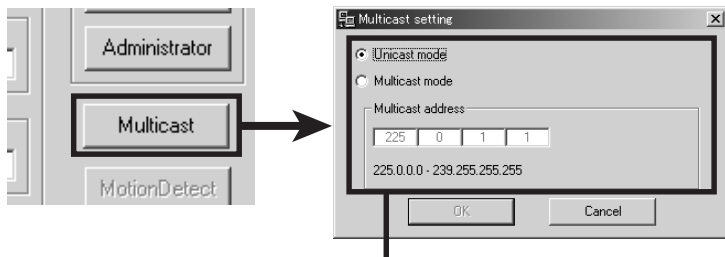 Administrator
Multicast
MotionDetect
Multicast setting
Unicast mode
Multicast mode
Multicast address
225 0 1 1
225.0.0.0 - 239.255.255.255
OK Cancel